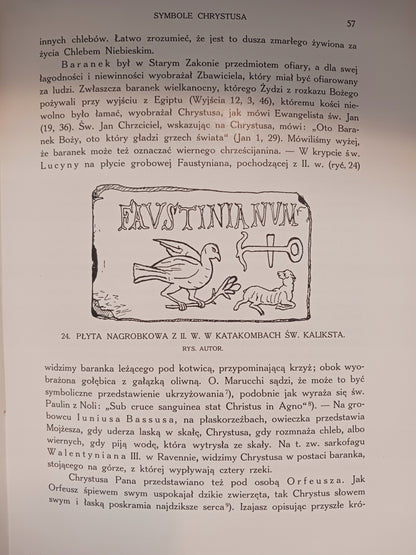 SYMBOLE CHRYSTUSA
57
innych chlebów. Łatwo zrozumieć, że jest to dusza zmarłego żywiona za
życia Chlebem Niebieskim.
Baranek był w Starym Zakonie przedmiotem ofiary, a dla swej
łagodności i niewinności wyobrażał Zbawiciela, który miał być ofiarowany
za ludzi. Zwłaszcza baranek wielkanocny, którego Żydzi z rozkazu Bożego
pożywali przy wyjściu z Egiptu (Wyjścia 12, 3, 46), któremu kości nie-
wolno było łamać, wyobrażał Chrystusa, jak mówi Ewangelista św. Jan
(19, 36). Św. Jan Chrzciciel, wskazując na Chrystusa, mówi: „Oto Bara-
nek Boży, oto który gładzi grzech świata" (Jan 1, 29). Mówiliśmy wyżej,
że baranek może też oznaczać wiernego chrześcijanina. — W krypcie św.
Lucyny na płycie grobowej Faustyniana, pochodzącej z II. w. (ryć. 24)
FAUSTINIANUM
24. PŁYTA NAGROBKOWA Z II. W. W KATAKOMBACH ŚW. KALIKSTA.
RYS. AUTOR.
widzimy baranka leżącego pod kotwicą, przypominającą krzyż; obok wy-
obrażona gołębica z gałązką oliwną. O. Marucchi sądzi, że może to być
symboliczne przedstawienie ukrzyżowania⁷), podobnie jak wyraża się św.
Paulin z Noli: „Sub cruce sanguinea stat Christus in Agno"⁸). — Na gro-
bowcu Iuniusa Bassusa, na płaskorzeźbach, owieczka przedstawia
Mojżesza, gdy uderza laską w skałę, Chrystusa, gdy rozmnaża chleb, albo
wiernych, gdy piją wodę, która wytrysła ze skały. Na t. zw. sarkofagu
Walentyniana III. w Ravennie, widzimy Chrystusa w postaci baranka,
stojącego na górze, z której wypływają cztery rzeki.
Chrystusa Pana przedstawiano też pod osobą Orfeusza. Jak
Orfeusz śpiewem swym uspokajał dzikie zwierzęta, tak Chrystus słowem
swym i łaską poskramia najdziksze serca⁹). Izajasz opisując przyszłe kró-